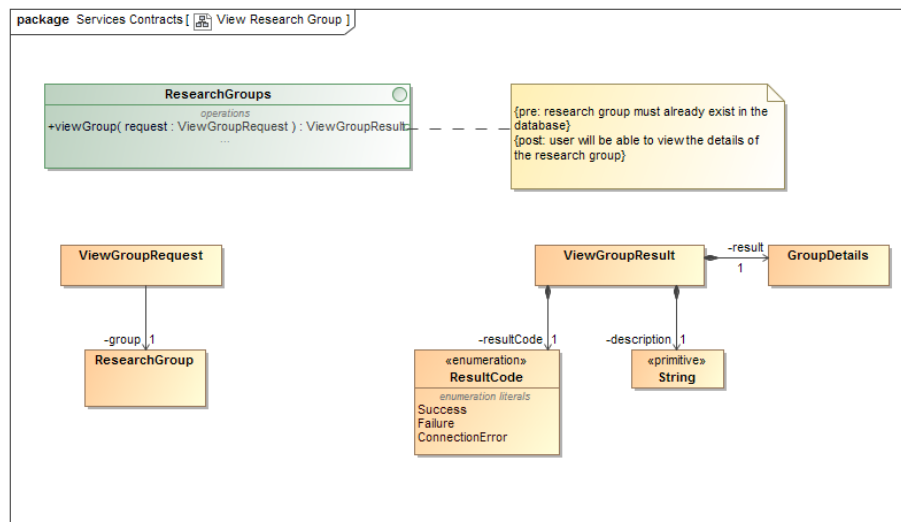 package Services Contracts [ View Research Group ]
ResearchGroups
operations
+viewGroup( request : ViewGroupRequest ) : ViewGroupResult
...
{pre: research group must already exist in the
database}
{post: user will be able to view the details of
the research group}
ViewGroupRequest
-group 1
ResearchGroup
ViewGroupResult
-result
1
GroupDetails
-resultCode 1
«enumeration»
ResultCode
enumeration literals
Success
Failure
ConnectionError
-description 1
«primitive»
String